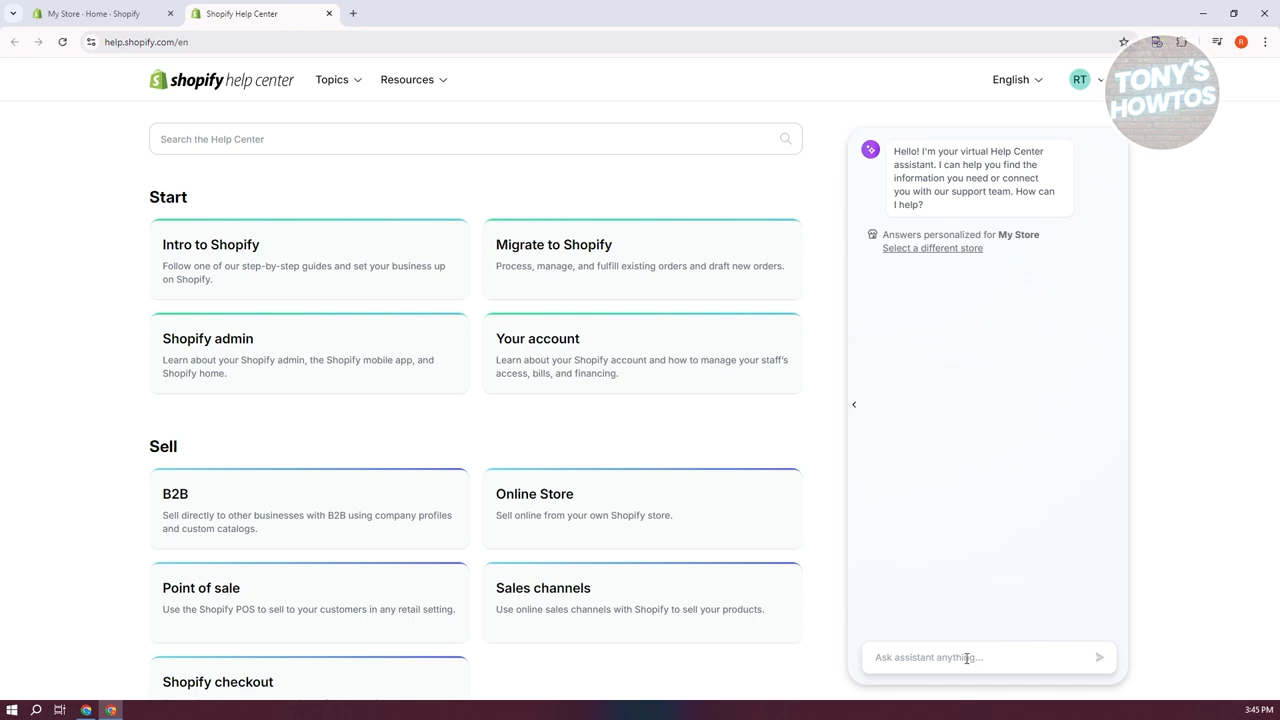 My Store - Home · Shopify
Shopify Help Center
help.shopify.com/en
R
shopify help center
Topics
Resources
English
RT
TONY'S
HOWTOS
Search the Help Center
Hello! I'm your virtual Help Center
assistant. I can help you find the
information you need or connect
you with our support team. How can
I help?
Answers personalized for My Store
Select a different store
Start
Intro to Shopify
Follow one of our step-by-step guides and set your business up
on Shopify.
Migrate to Shopify
Process, manage, and fulfill existing orders and draft new orders.
Shopify admin
Learn about your Shopify admin, the Shopify mobile app, and
Shopify home.
Your account
Learn about your Shopify account and how to manage your staff's
access, bills, and financing.
Sell
B2B
Sell directly to other businesses with B2B using company profiles
and custom catalogs.
Online Store
Sell online from your own Shopify store.
Point of sale
Use the Shopify POS to sell to your customers in any retail setting.
Sales channels
Use online sales channels with Shopify to sell your products.
Shopify checkout
Ask assistant anything...
3:45 PM